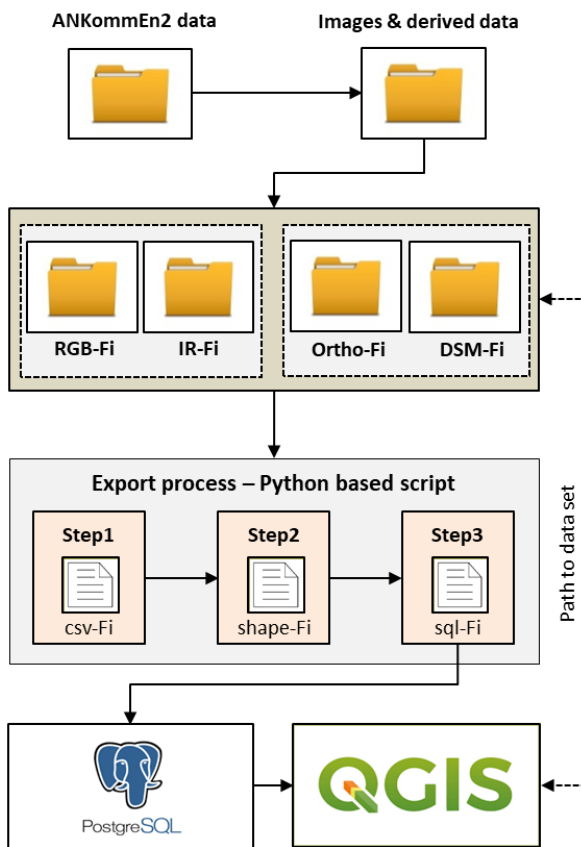 ANKommEn2 data
Images & derived data
RGB-Fi
IR-Fi
Ortho-Fi
DSM-Fi
Export process – Python based script
Step1
Step2
Step3
csv-Fi
shape-Fi
sql-Fi
Path to data set
PostgreSQL
QGIS